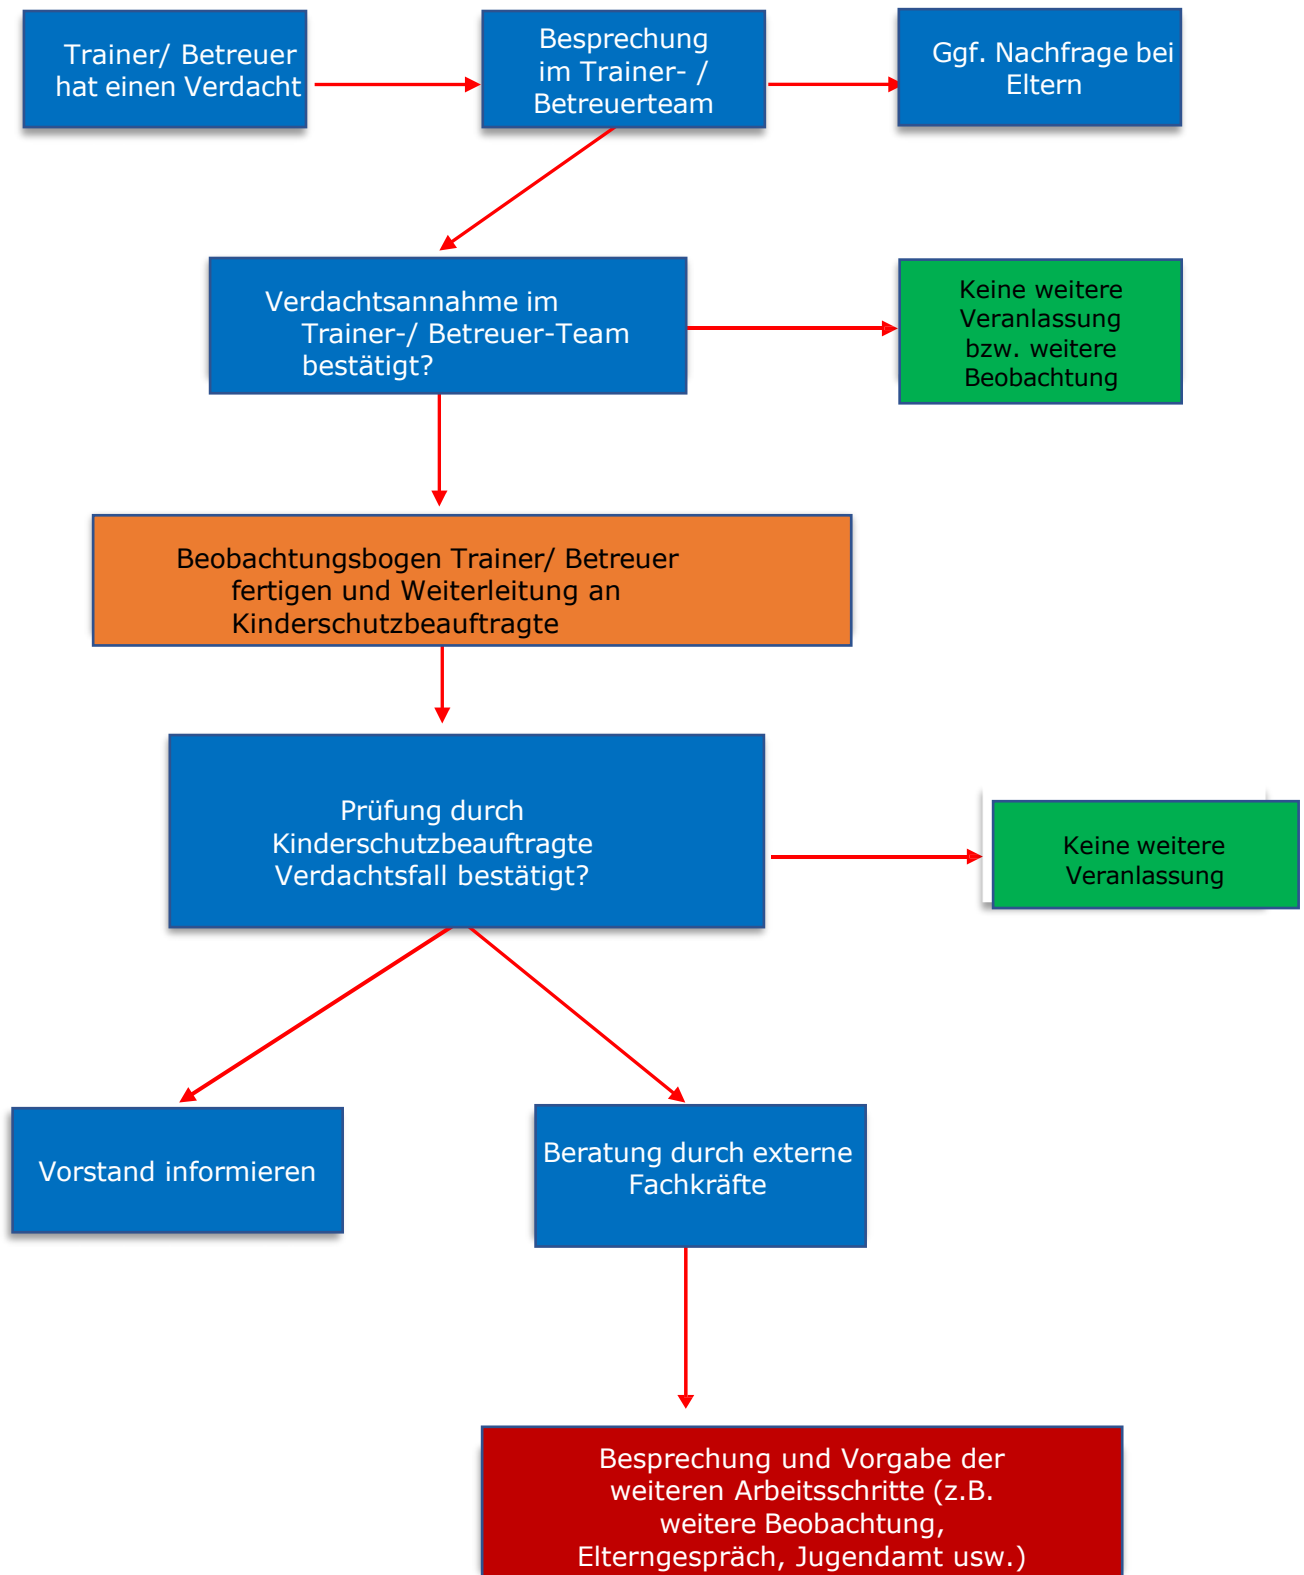 Trainer/ Betreuer
hat einen Verdacht
Besprechung
im Trainer- /
Betreuerteam
Ggf. Nachfrage bei
Eltern
Verdachtsannahme im
Trainer-/ Betreuer-Team
bestätigt?
Keine weitere
Veranlassung
bzw. weitere
Beobachtung
Beobachtungsbogen Trainer/ Betreuer
fertigen und Weiterleitung an
Kinderschutzbeauftragte
Prüfung durch
Kinderschutzbeauftragte
Verdachtsfall bestätigt?
Keine weitere
Veranlassung
Vorstand informieren
Beratung durch externe
Fachkräfte
Besprechung und Vorgabe der
weiteren Arbeitsschritte (z.B.
weitere Beobachtung,
Elterngespräch, Jugendamt usw.)